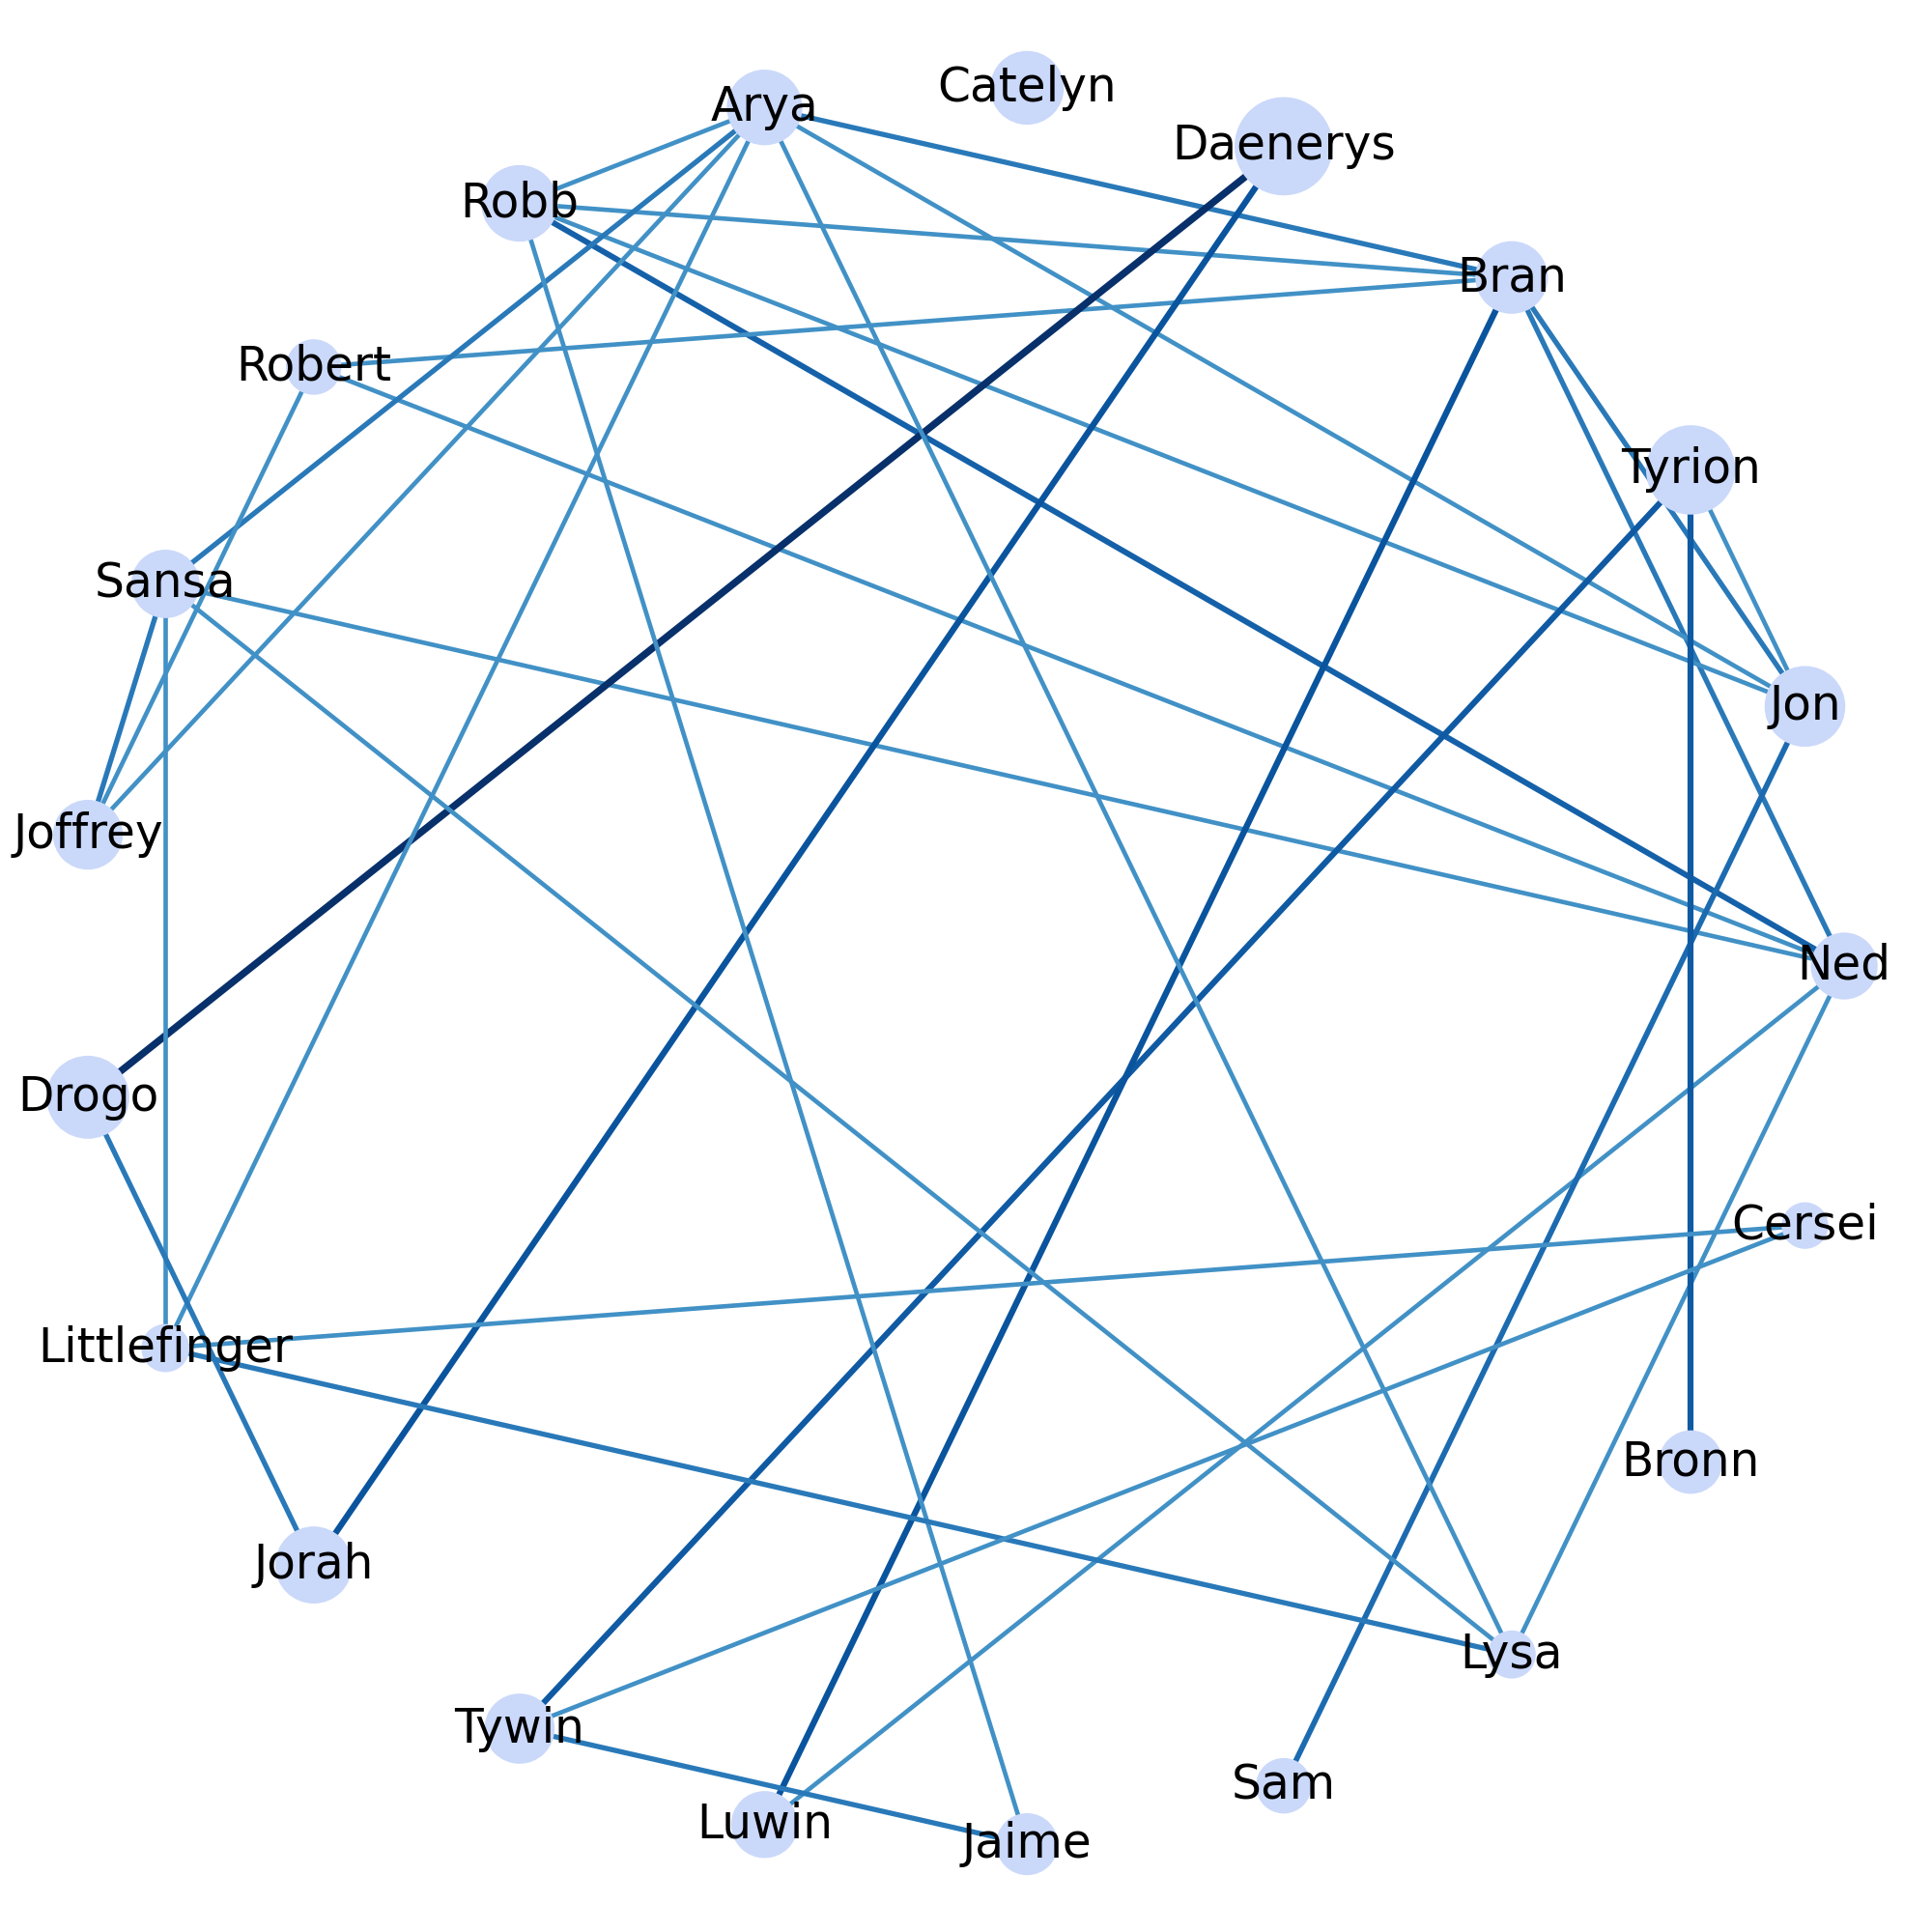 Catelyn
Arya
Daenerys
Robb
Bran
Robert
Tyrion
Sansa
Jon
Joffrey
Ned
Drogo
Cersei
Littlefinger
Bronn
Jorah
Lysa
Tywin
Sam
Luwin
Jaime